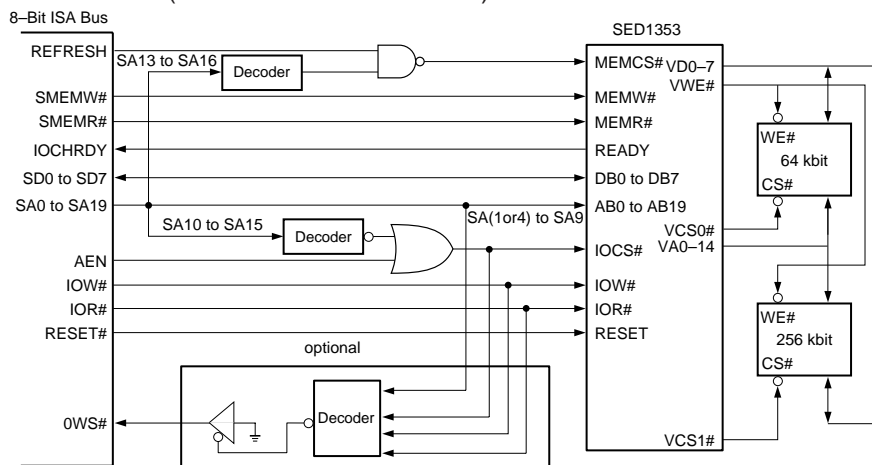 8–Bit ISA Bus
SED1353
REFRESH
SA13 to SA16
Decoder
MEMCS#
VD0–7
VWE#
SMEMW#
MEMW#
SMEMR#
MEMR#
WE#
64 kbit
CS#
IOCHRDY
READY
SD0 to SD7
DB0 to DB7
SA0 to SA19
AB0 to AB19
SA10 to SA15
Decoder
SA(1or4) to SA9
VCS0#
VA0–14
AEN
IOCS#
IOW#
IOW#
IOR#
IOR#
RESET#
RESET
WE#
256 kbit
CS#
optional
Decoder
0WS#
VCS1#